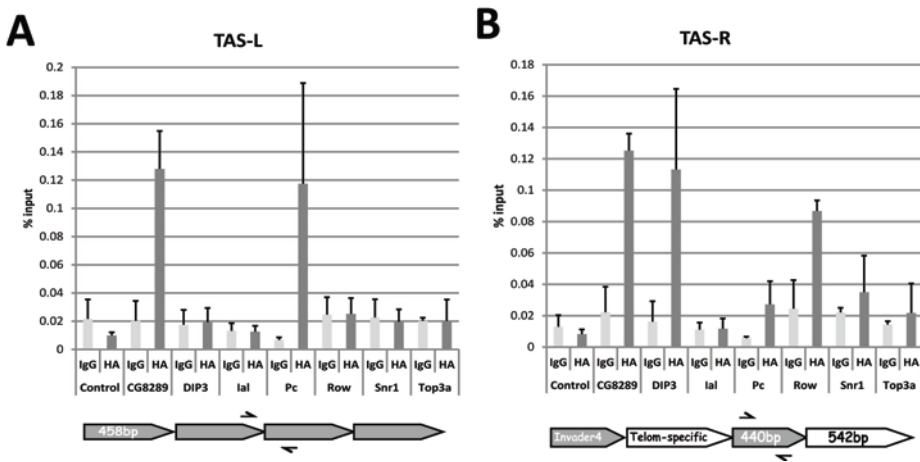 A
TAS-L
0.2
0.18
0.16
0.14
0.12
0.1
0.08
0.06
0.04
0.02
0
% input
IgG HA IgG HA IgG HA IgG HA IgG HA IgG HA IgG HA IgG HA
Control CG8289 DIP3 Ial Pc Row Snr1 Top3a
458bp
B
TAS-R
0.18
0.16
0.14
0.12
0.1
0.08
0.06
0.04
0.02
0
% input
IgG HA IgG HA IgG HA IgG HA IgG HA IgG HA IgG HA IgG HA
Control CG8289 DIP3 Ial Pc Row Snr1 Top3a
Invader4 Telom-specific 440bp 542bp